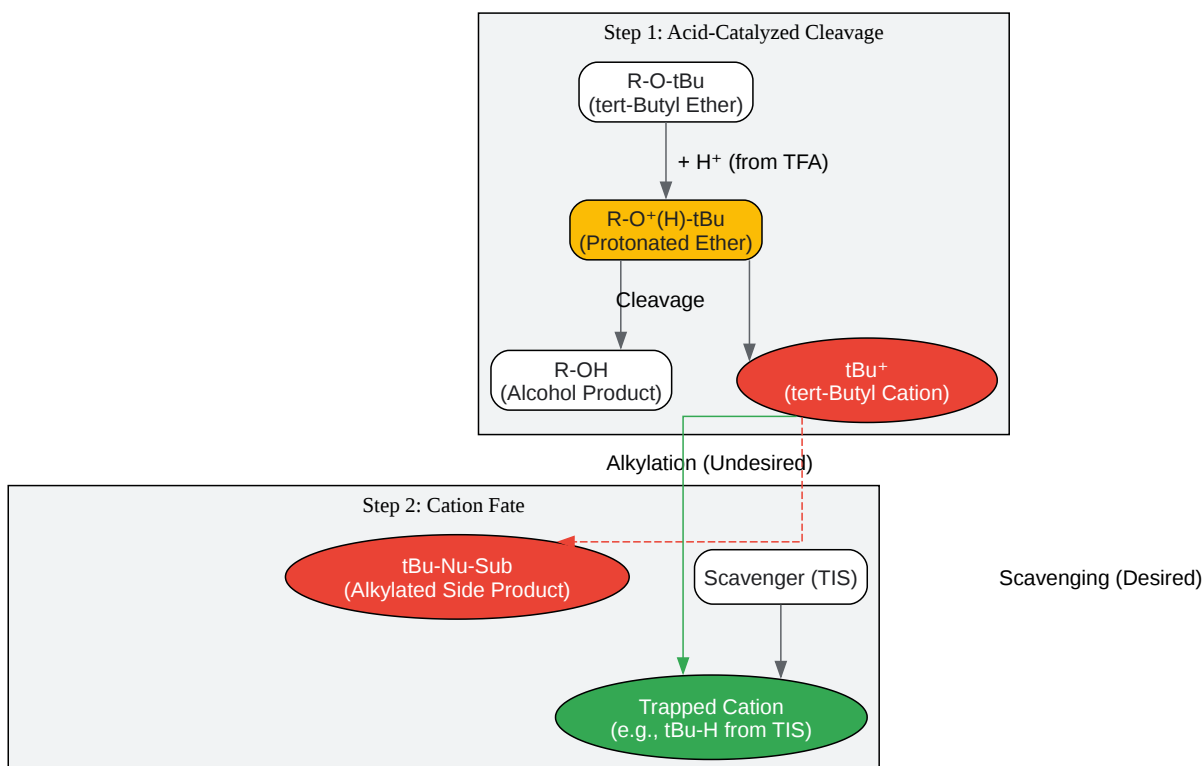 Step 1: Acid-Catalyzed Cleavage
R-O-tBu
(tert-Butyl Ether)
+ H⁺ (from TFA)
R-O⁺(H)-tBu
(Protonated Ether)
Cleavage
R-OH
(Alcohol Product)
tBu⁺
(tert-Butyl Cation)
Alkylation (Undesired)
Step 2: Cation Fate
tBu-Nu-Sub
(Alkylated Side Product)
Scavenger (TIS)
Scavenging (Desired)
Trapped Cation
(e.g., tBu-H from TIS)